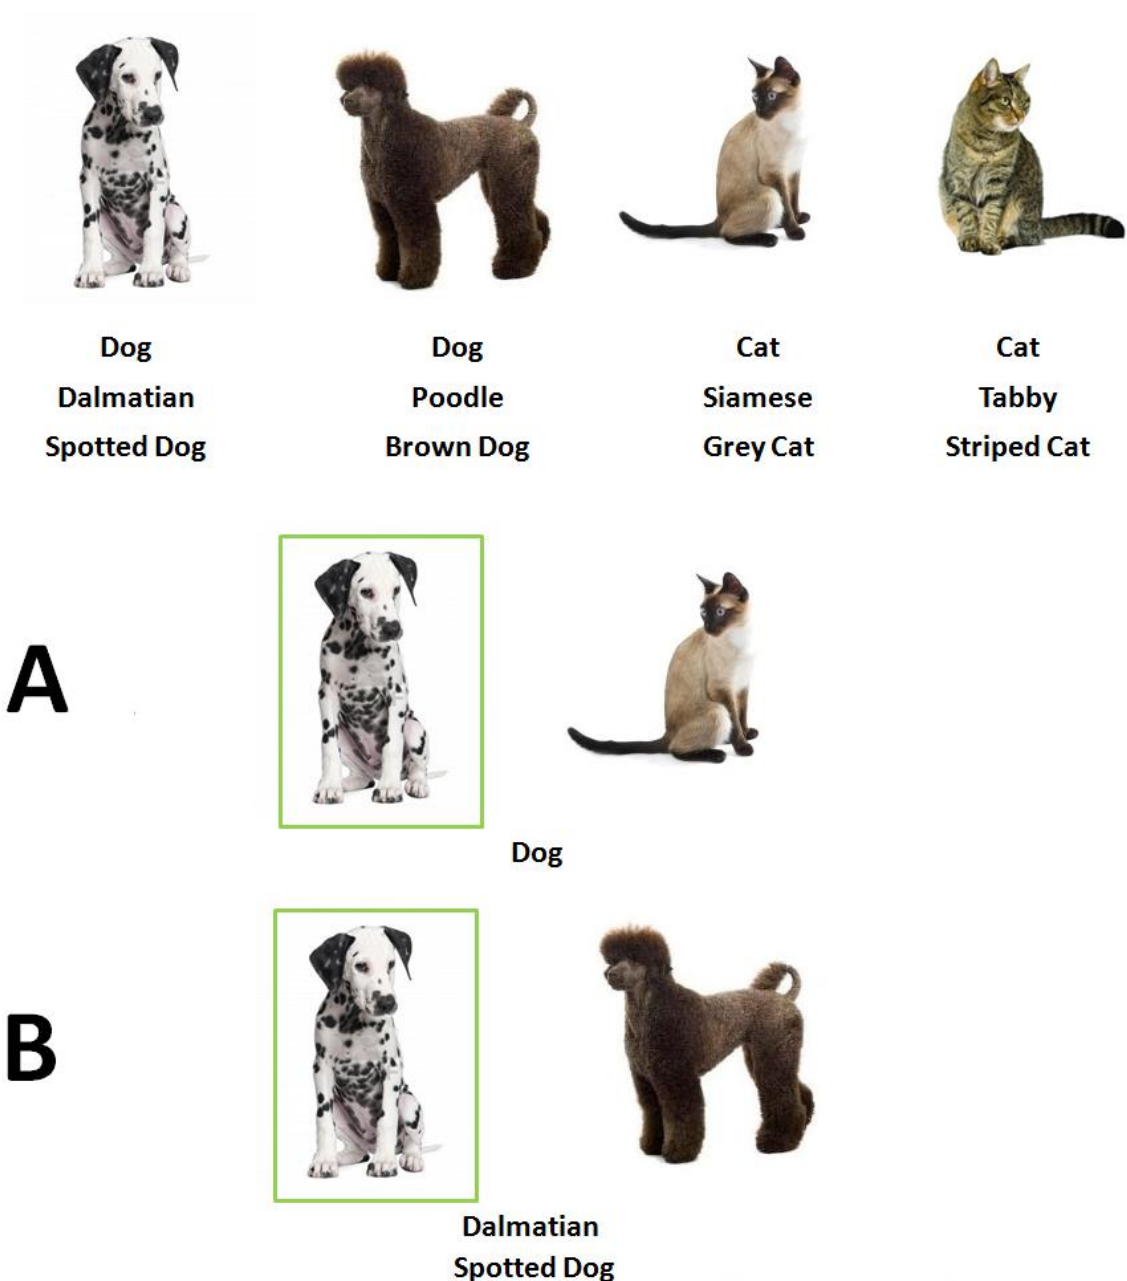 Dog
Dalmatian
Spotted Dog
Dog
Poodle
Brown Dog
Cat
Siamese
Grey Cat
Cat
Tabby
Striped Cat
A
Dog
B
Dalmatian
Spotted Dog